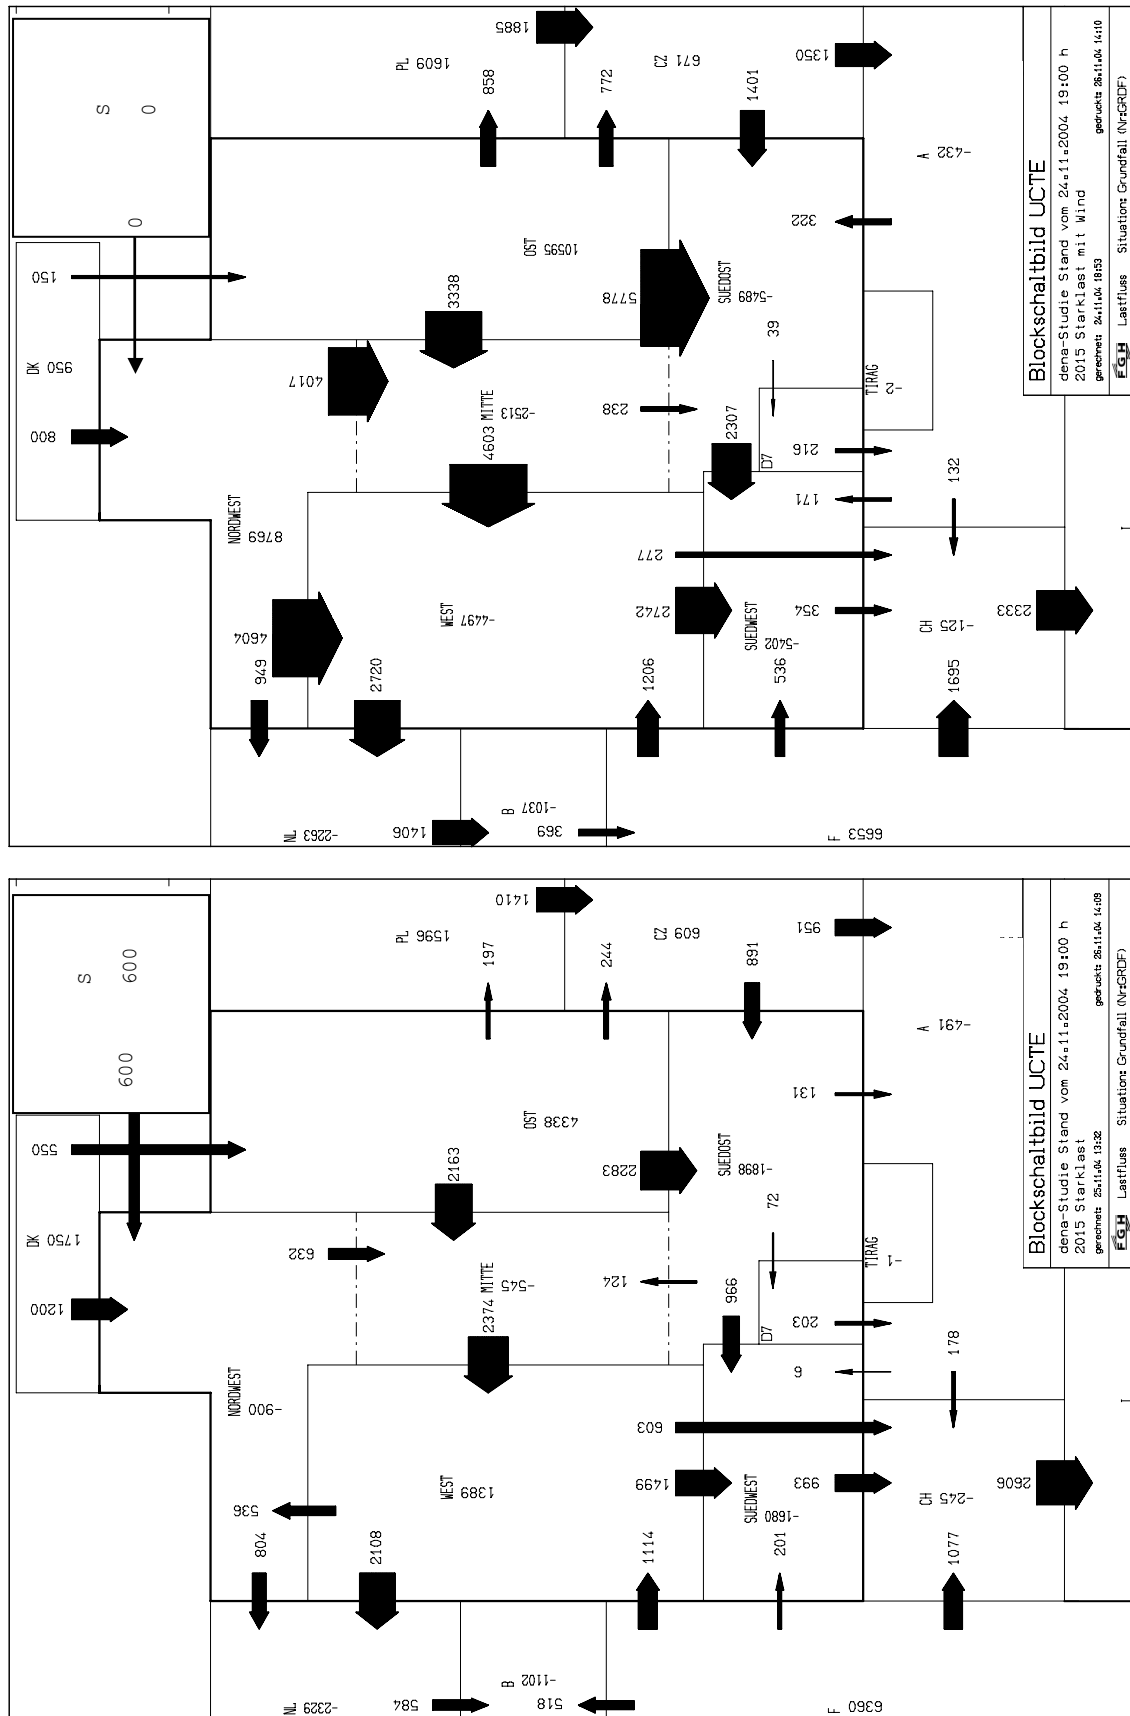 S
0
0
150
DK 950
800
1885
PL 1609
858
CZ 671
772
1350
1401
A -432
322
OST
10595
3338
5778
SUEDOST
-5489
39
4017
4603 MITTE
-2513
238
2307
TIRAG
-2
D7
216
171
132
NORDWEST
8769
4604
949
2720
WEST
-4497
277
2742
SUEDWEST
-5402
354
1206
536
CH -125
2333
1695
NL -2263
1406
B -1037
369
F 6653
Blockschaltbild UCTE
dena-Studie Stand vom 24.11.2004 19:00 h
2015 Starklast mit Wind
gerechnet: 24.11.04 18:53 gedruckt: 26.11.04 14:10
FGH Lastfluss Situation: Grundfall (Nr:GRDF)
S
600
600
550
DK 1750
1200
1410
PL 1596
197
CZ 609
244
951
891
A -491
131
OST
4338
2163
2283
SUEDOST
-1898
72
632
2374 MITTE
-545
124
966
TIRAG
-1
D7
203
6
178
NORDWEST
-900
536
804
2108
WEST
1389
603
1499
SUEDWEST
-1680
993
1114
201
CH -245
2606
1077
NL -2329
584
B -1102
518
F 6360
Blockschaltbild UCTE
dena-Studie Stand vom 24.11.2004 19:00 h
2015 Starklast
gerechnet: 25.11.04 13:32 gedruckt: 26.11.04 14:09
FGH Lastfluss Situation: Grundfall (Nr:GRDF)